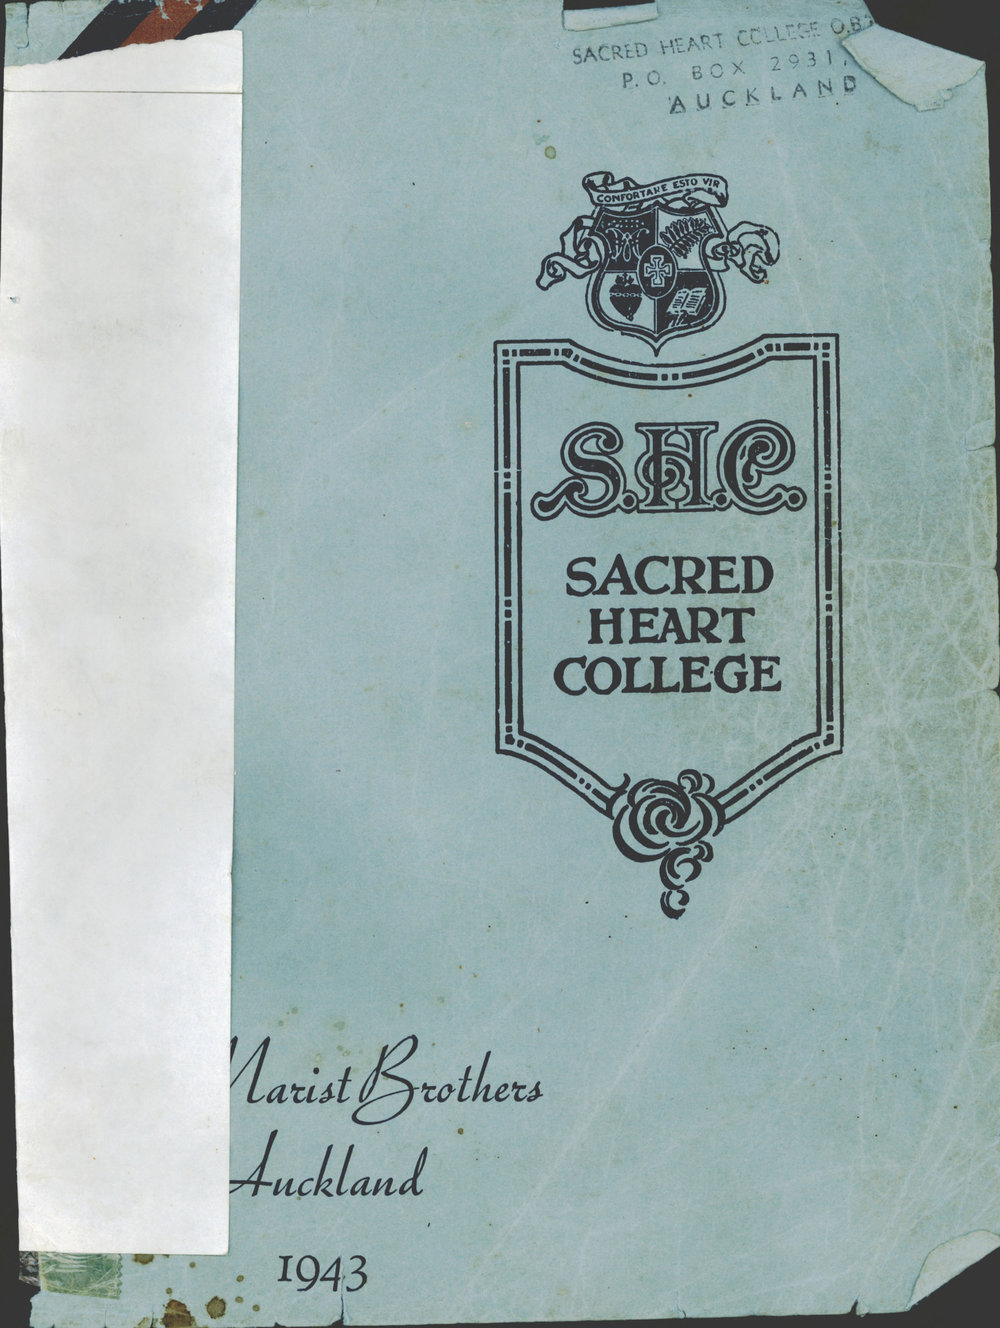 SACRED HEART COLLEGE O.B.
P.O. BOX 2931,
AUCKLAND
CONFORTARE ESTO VIR
S.H.C.
SACRED
HEART
COLLEGE
Marist Brothers
Auckland
1943